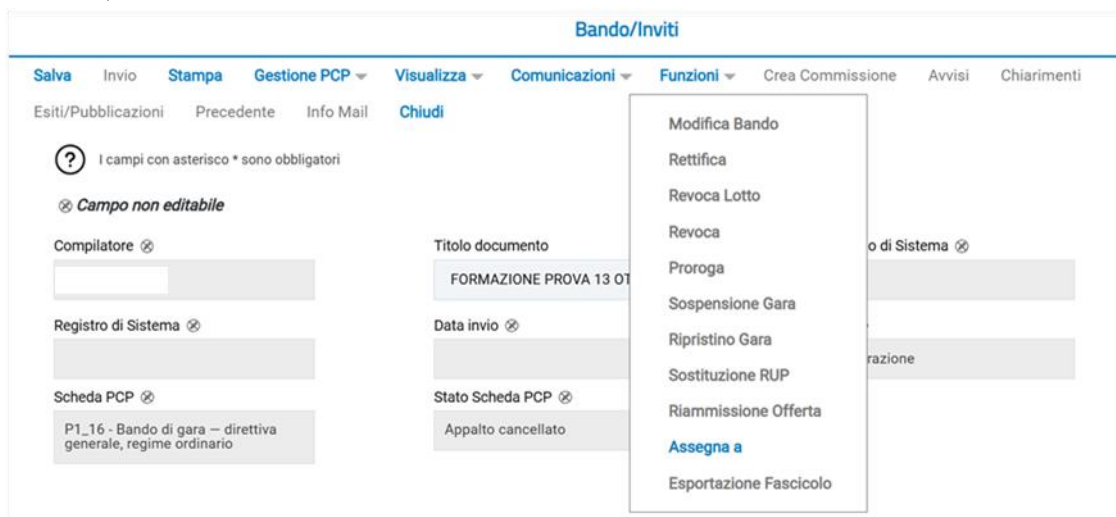 Bando/Inviti
Salva Invio Stampa Gestione PCP Visualizza Comunicazioni Funzioni Crea Commissione Avvisi Chiarimenti
Esiti/Pubblicazioni Precedente Info Mail Chiudi
Modifica Bando
Rettifica
Revoca Lotto
Revoca
Proroga
Sospensione Gara
Ripristino Gara
Sostituzione RUP
Riammissione Offerta
Assegna a
Esportazione Fascicolo
? I campi con asterisco * sono obbligatori
Campo non editabile
Compilatore
Titolo documento
o di Sistema
FORMAZIONE PROVA 13 OT
Registro di Sistema
Data invio
razione
Scheda PCP
Stato Scheda PCP
P1_16 - Bando di gara – direttiva
generale, regime ordinario
Appalto cancellato